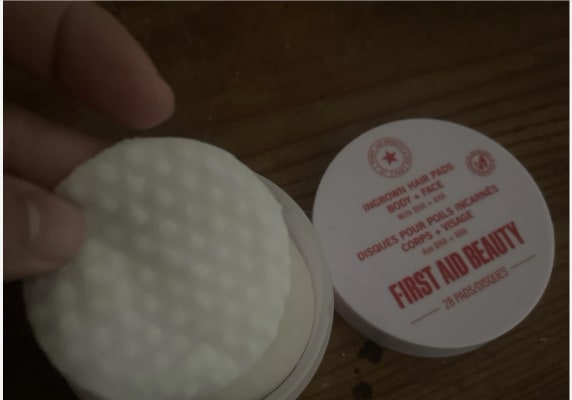 INGROWN HAIR PADS
BODY + FACE
With BHA + AHA
DISQUES POUR POILS INCARNÉS
CORPS + VISAGE
Aux BHA + AHA
FIRST AID BEAUTY
28 PADS/DISQUES